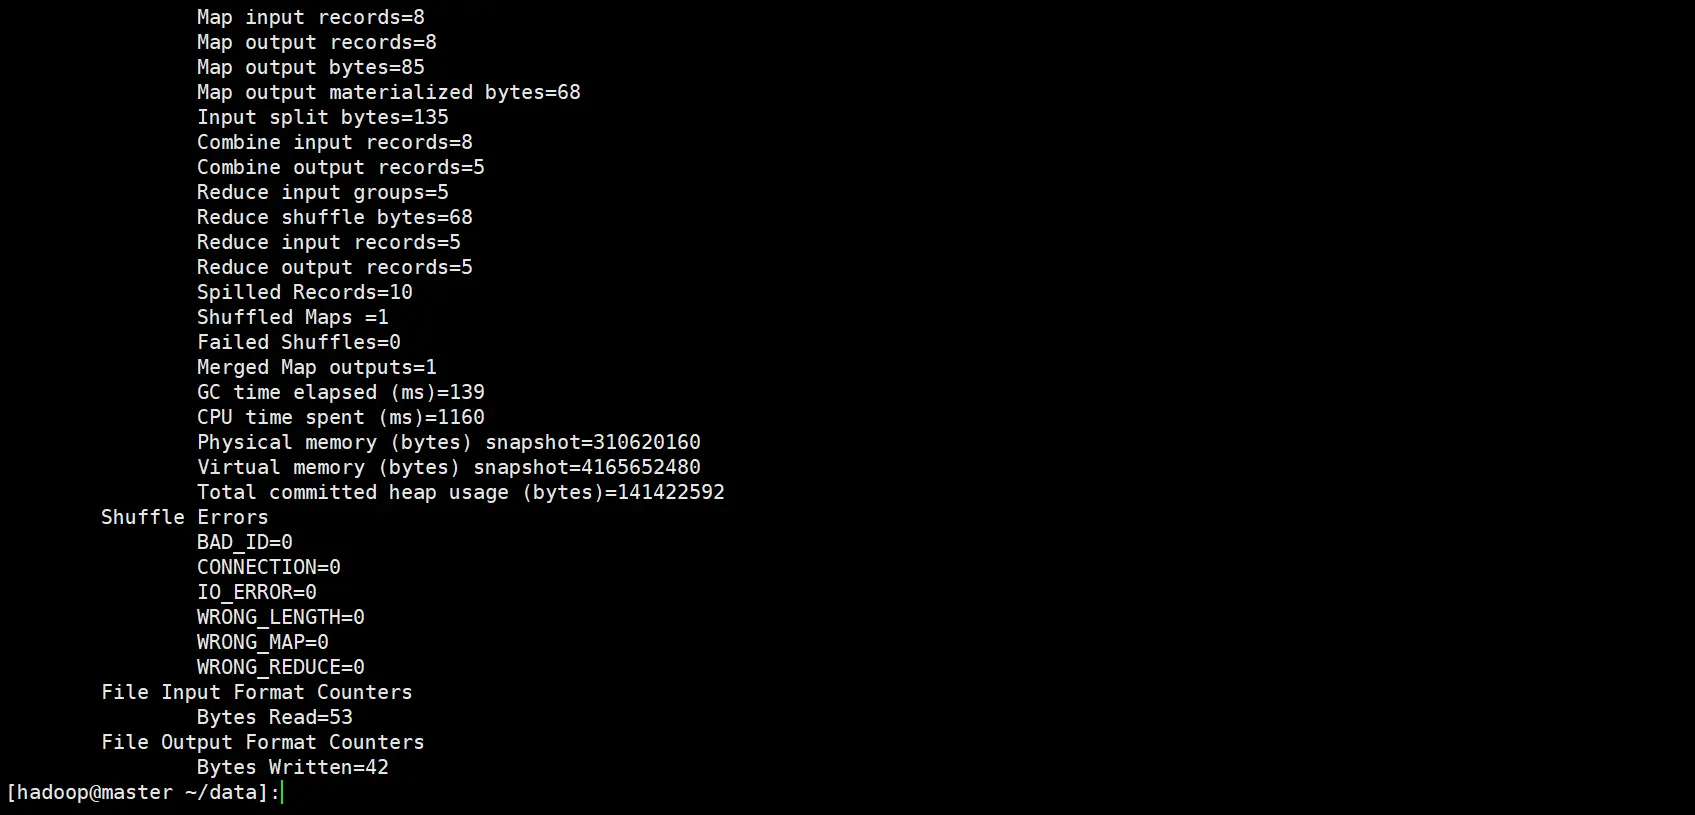 Map input records=8
Map output records=8
Map output bytes=85
Map output materialized bytes=68
Input split bytes=135
Combine input records=8
Combine output records=5
Reduce input groups=5
Reduce shuffle bytes=68
Reduce input records=5
Reduce output records=5
Spilled Records=10
Shuffled Maps =1
Failed Shuffles=0
Merged Map outputs=1
GC time elapsed (ms)=139
CPU time spent (ms)=1160
Physical memory (bytes) snapshot=310620160
Virtual memory (bytes) snapshot=4165652480
Total committed heap usage (bytes)=141422592
Shuffle Errors
BAD_ID=0
CONNECTION=0
IO_ERROR=0
WRONG_LENGTH=0
WRONG_MAP=0
WRONG_REDUCE=0
File Input Format Counters
Bytes Read=53
File Output Format Counters
Bytes Written=42
[hadoop@master ~/data]: